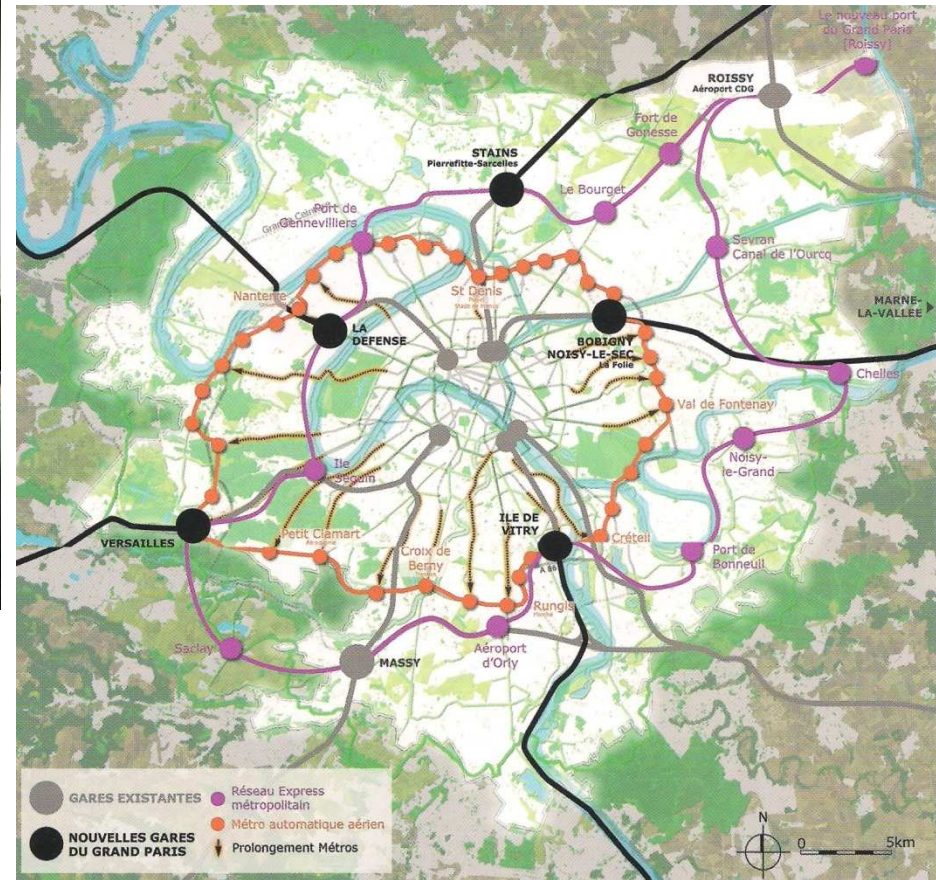 Le nouveau port
du Grand Paris
[Roissy]
ROISSY
Aéroport CDG
Fort de
Gonesse
STAINS
Pierrefitte-Sarcelles
Le Bourget
Port de
Gennevilliers
Sevran
Canal de l'Ourcq
Nanterre
St Denis
MARNE-
LA-VALLEE
LA
DEFENSE
BOBIGNY
NOISY-LE-SEC
La Folie
Chelles
Val de Fontenay
Noisy-
le-Grand
Ile
Seguin
VERSAILLES
Petit Clamart
ILE DE
VITRY
Créteil
Croix de
Berny
A 86
Port de
Bonneuil
Rungis
Saclay
MASSY
Aéroport
d'Orly
GARES EXISTANTES
Réseau Express
métropolitain
Métro automatique aérien
NOUVELLES GARES
DU GRAND PARIS
Prolongement Métros
N
0 5km